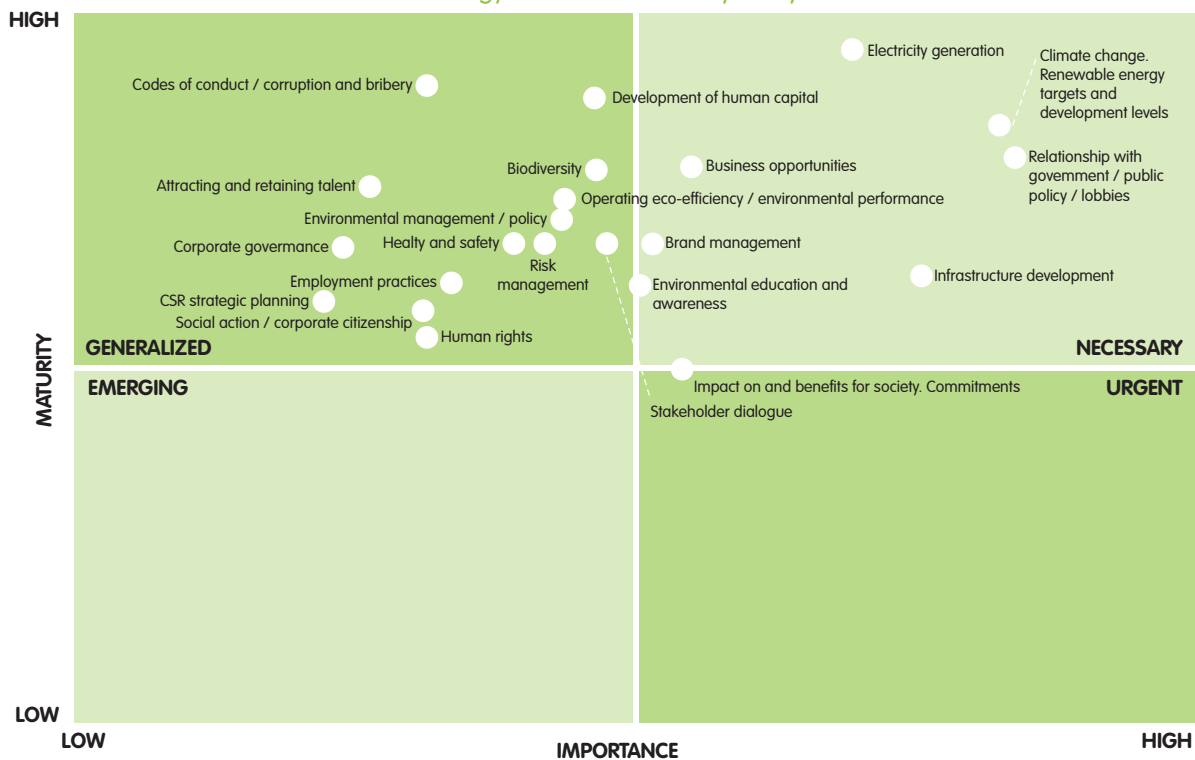 HIGH
Electricity generation
Climate change.
Renewable energy
targets and
development levels
Codes of conduct / corruption and bribery
Development of human capital
Relationship with
government / public
policy / lobbies
Biodiversity
Business opportunities
Attracting and retaining talent
Operating eco-efficiency / environmental performance
Environmental management / policy
Corporate governance
Healty and safety
Brand management
Risk
management
Infrastructure development
Employment practices
Environmental education and
awareness
CSR strategic planning
Social action / corporate citizenship
Human rights
GENERALIZED
NECESSARY
MATURITY
EMERGING
URGENT
Impact on and benefits for society. Commitments
Stakeholder dialogue
LOW
LOW
IMPORTANCE
HIGH